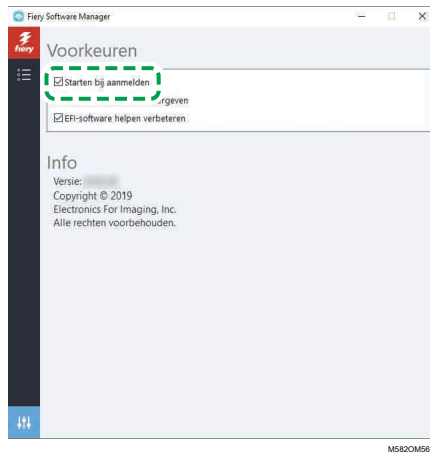 Fiery Software Manager
fiery
Voorkeuren
Starten bij aanmelden
ergeven
EFI-software helpen verbeteren
Info
Versie:
Copyright © 2019
Electronics For Imaging, Inc.
Alle rechten voorbehouden.
M582OM56